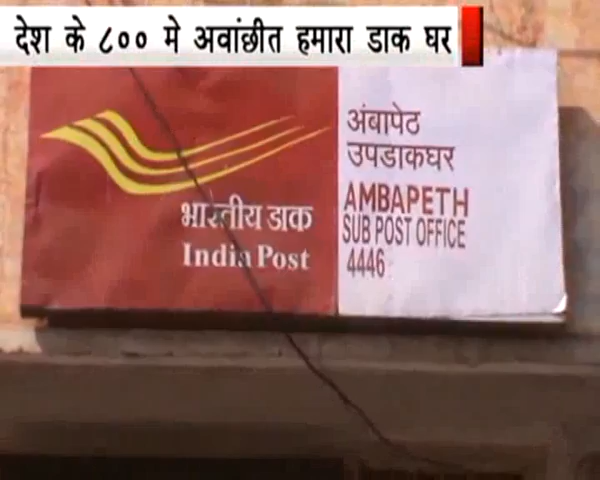 देश के ८०० मे अवांछीत हमारा डाक घर
भारतीय डाक
India Post
अंबापेठ
उपडाकघर
AMBAPETH
SUB POST OFFICE
4446